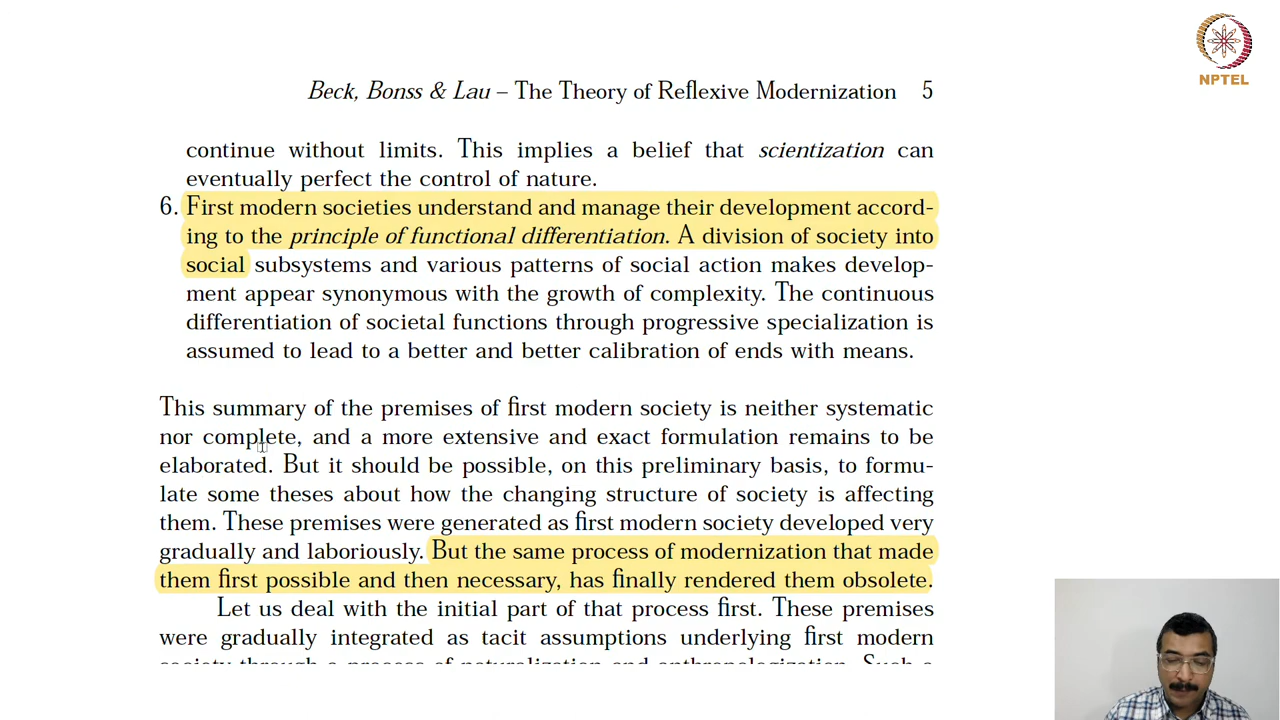 NPTEL
Beck, Bonss & Lau – The Theory of Reflexive Modernization 5
continue without limits. This implies a belief that scientization can
eventually perfect the control of nature.
6. First modern societies understand and manage their development accord-
ing to the principle of functional differentiation. A division of society into
social subsystems and various patterns of social action makes develop-
ment appear synonymous with the growth of complexity. The continuous
differentiation of societal functions through progressive specialization is
assumed to lead to a better and better calibration of ends with means.
This summary of the premises of first modern society is neither systematic
nor complete, and a more extensive and exact formulation remains to be
elaborated. But it should be possible, on this preliminary basis, to formu-
late some theses about how the changing structure of society is affecting
them. These premises were generated as first modern society developed very
gradually and laboriously. But the same process of modernization that made
them first possible and then necessary, has finally rendered them obsolete.
Let us deal with the initial part of that process first. These premises
were gradually integrated as tacit assumptions underlying first modern
society through a process of naturalization and anthropologization. Such a